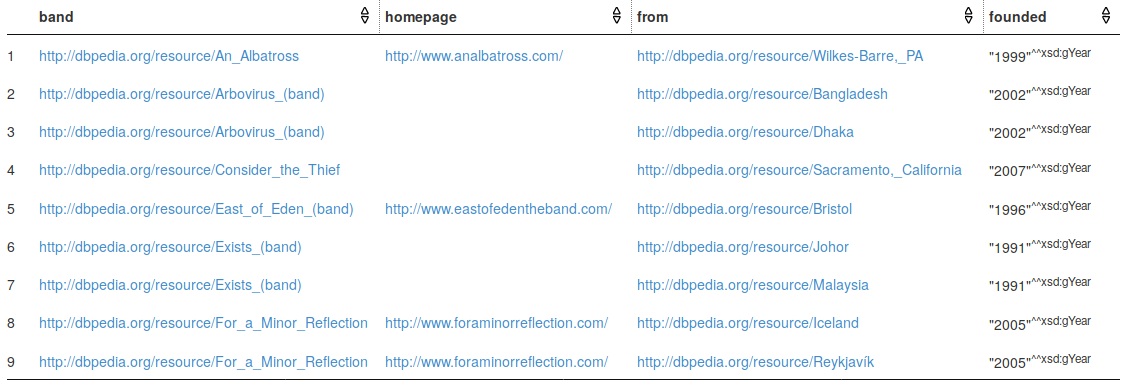 band homepage from founded
1 http://dbpedia.org/resource/An_Albatross http://www.analbatross.com/ http://dbpedia.org/resource/Wilkes-Barre,_PA "1999"^^xsd:gYear
2 http://dbpedia.org/resource/Arbovirus_(band) http://dbpedia.org/resource/Bangladesh "2002"^^xsd:gYear
3 http://dbpedia.org/resource/Arbovirus_(band) http://dbpedia.org/resource/Dhaka "2002"^^xsd:gYear
4 http://dbpedia.org/resource/Consider_the_Thief http://dbpedia.org/resource/Sacramento,_California "2007"^^xsd:gYear
5 http://dbpedia.org/resource/East_of_Eden_(band) http://www.eastofedentheband.com/ http://dbpedia.org/resource/Bristol "1996"^^xsd:gYear
6 http://dbpedia.org/resource/Exists_(band) http://dbpedia.org/resource/Johor "1991"^^xsd:gYear
7 http://dbpedia.org/resource/Exists_(band) http://dbpedia.org/resource/Malaysia "1991"^^xsd:gYear
8 http://dbpedia.org/resource/For_a_Minor_Reflection http://www.foraminorreflection.com/ http://dbpedia.org/resource/Iceland "2005"^^xsd:gYear
9 http://dbpedia.org/resource/For_a_Minor_Reflection http://www.foraminorreflection.com/ http://dbpedia.org/resource/Reykjavík "2005"^^xsd:gYear